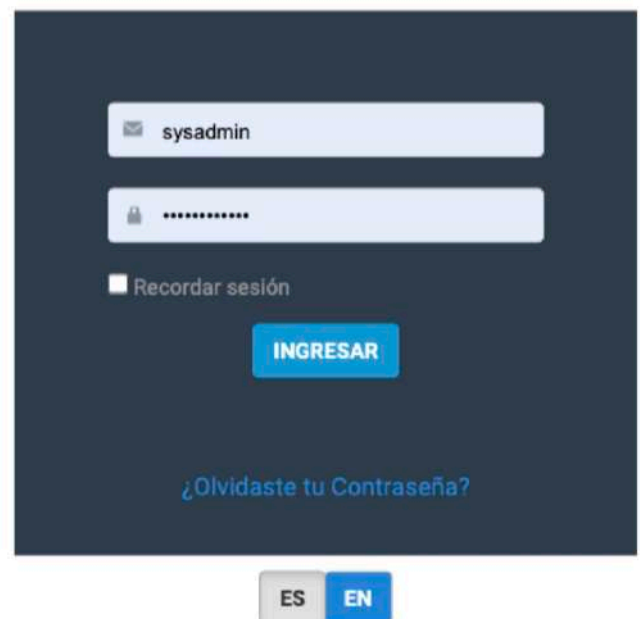 sysadmin
••••••••••••
Recordar sesión
INGRESAR
¿Olvidaste tu Contraseña?
ES EN